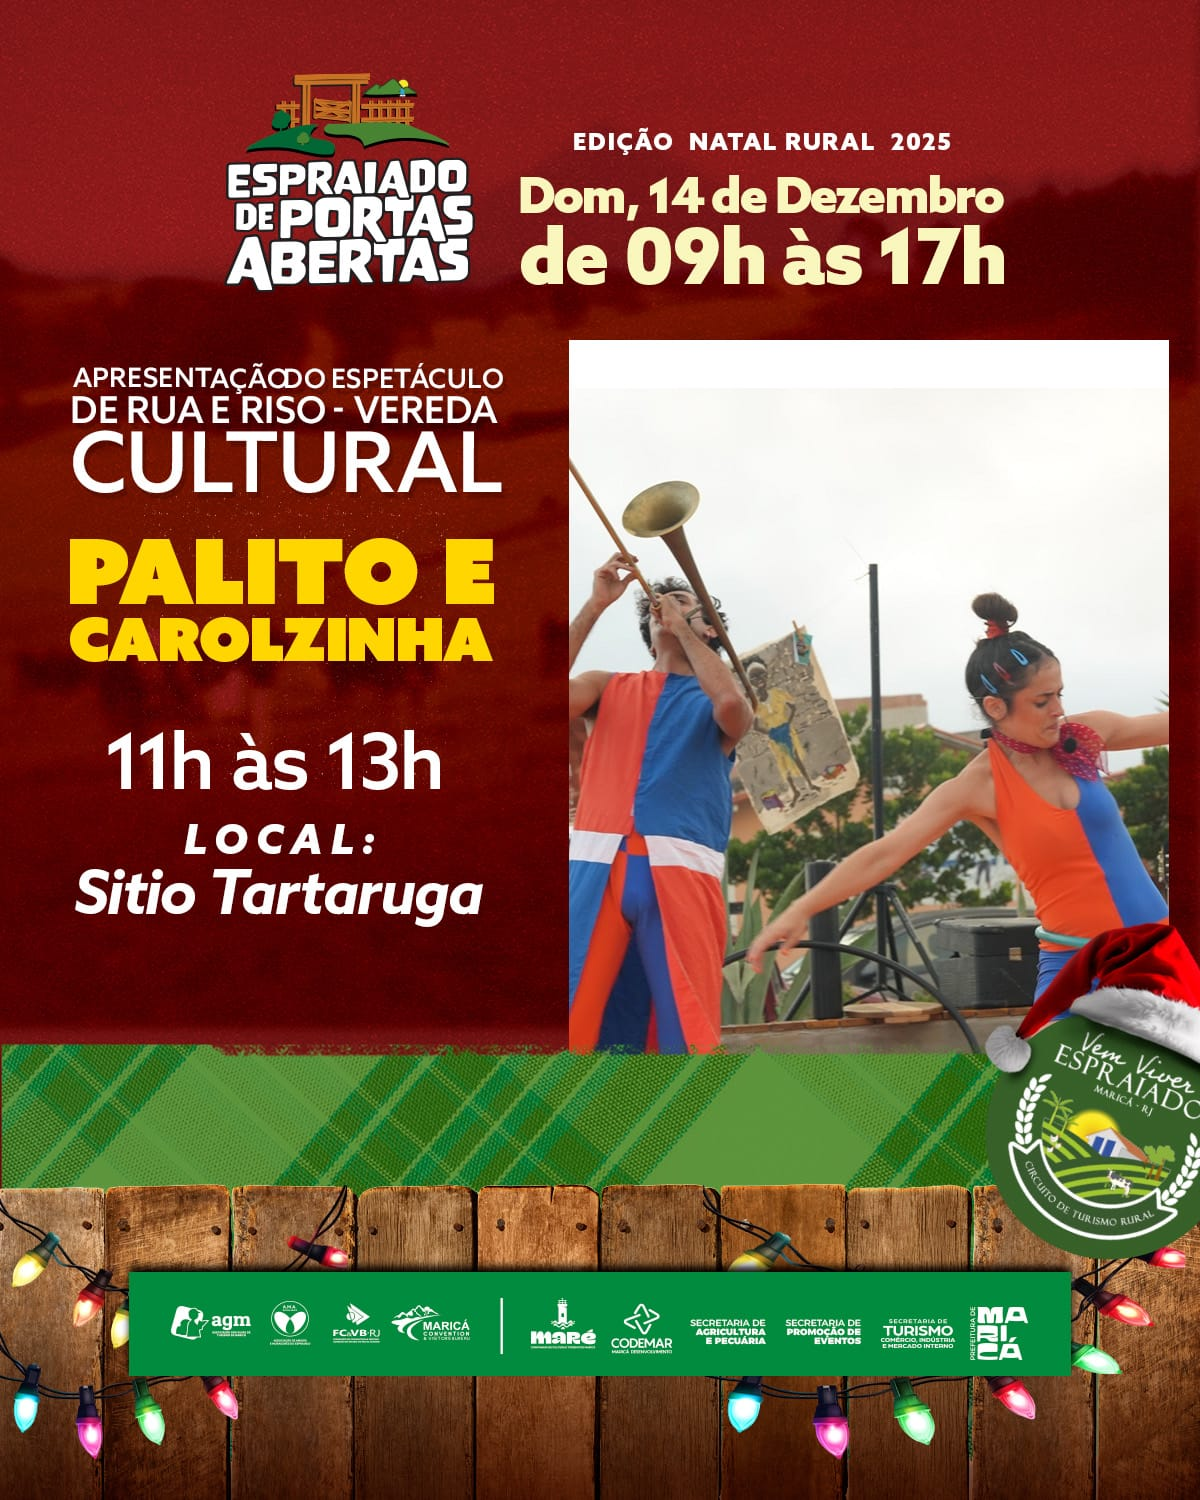 ESPRAIADO
DE PORTAS
ABERTAS
EDIÇÃO NATAL RURAL 2025
Dom, 14 de Dezembro
de 09h às 17h
APRESENTAÇÃODO ESPETÁCULO
DE RUA E RISO - VEREDA
CULTURAL
PALITO E
CAROLZINHA
11h às 13h
LOCAL:
Sitio Tartaruga
Vem Viver
ESPRAIADO
MARICÁ - RJ
CIRCUITO DE TURISMO RURAL
agm
A.M.A.
FC&VB-RJ
MARICÁ
CONVENTION
& VISITORS BUREAU
maré
CODEMAR
MARICÁ DESENVOLVIMENTO
SECRETARIA DE
AGRICULTURA
E PECUÁRIA
SECRETARIA DE
PROMOÇÃO DE
EVENTOS
SECRETARIA DE
TURISMO
COMÉRCIO, INDÚSTRIA
E MERCADO INTERNO
PREFEITURA DE
MARICÁ